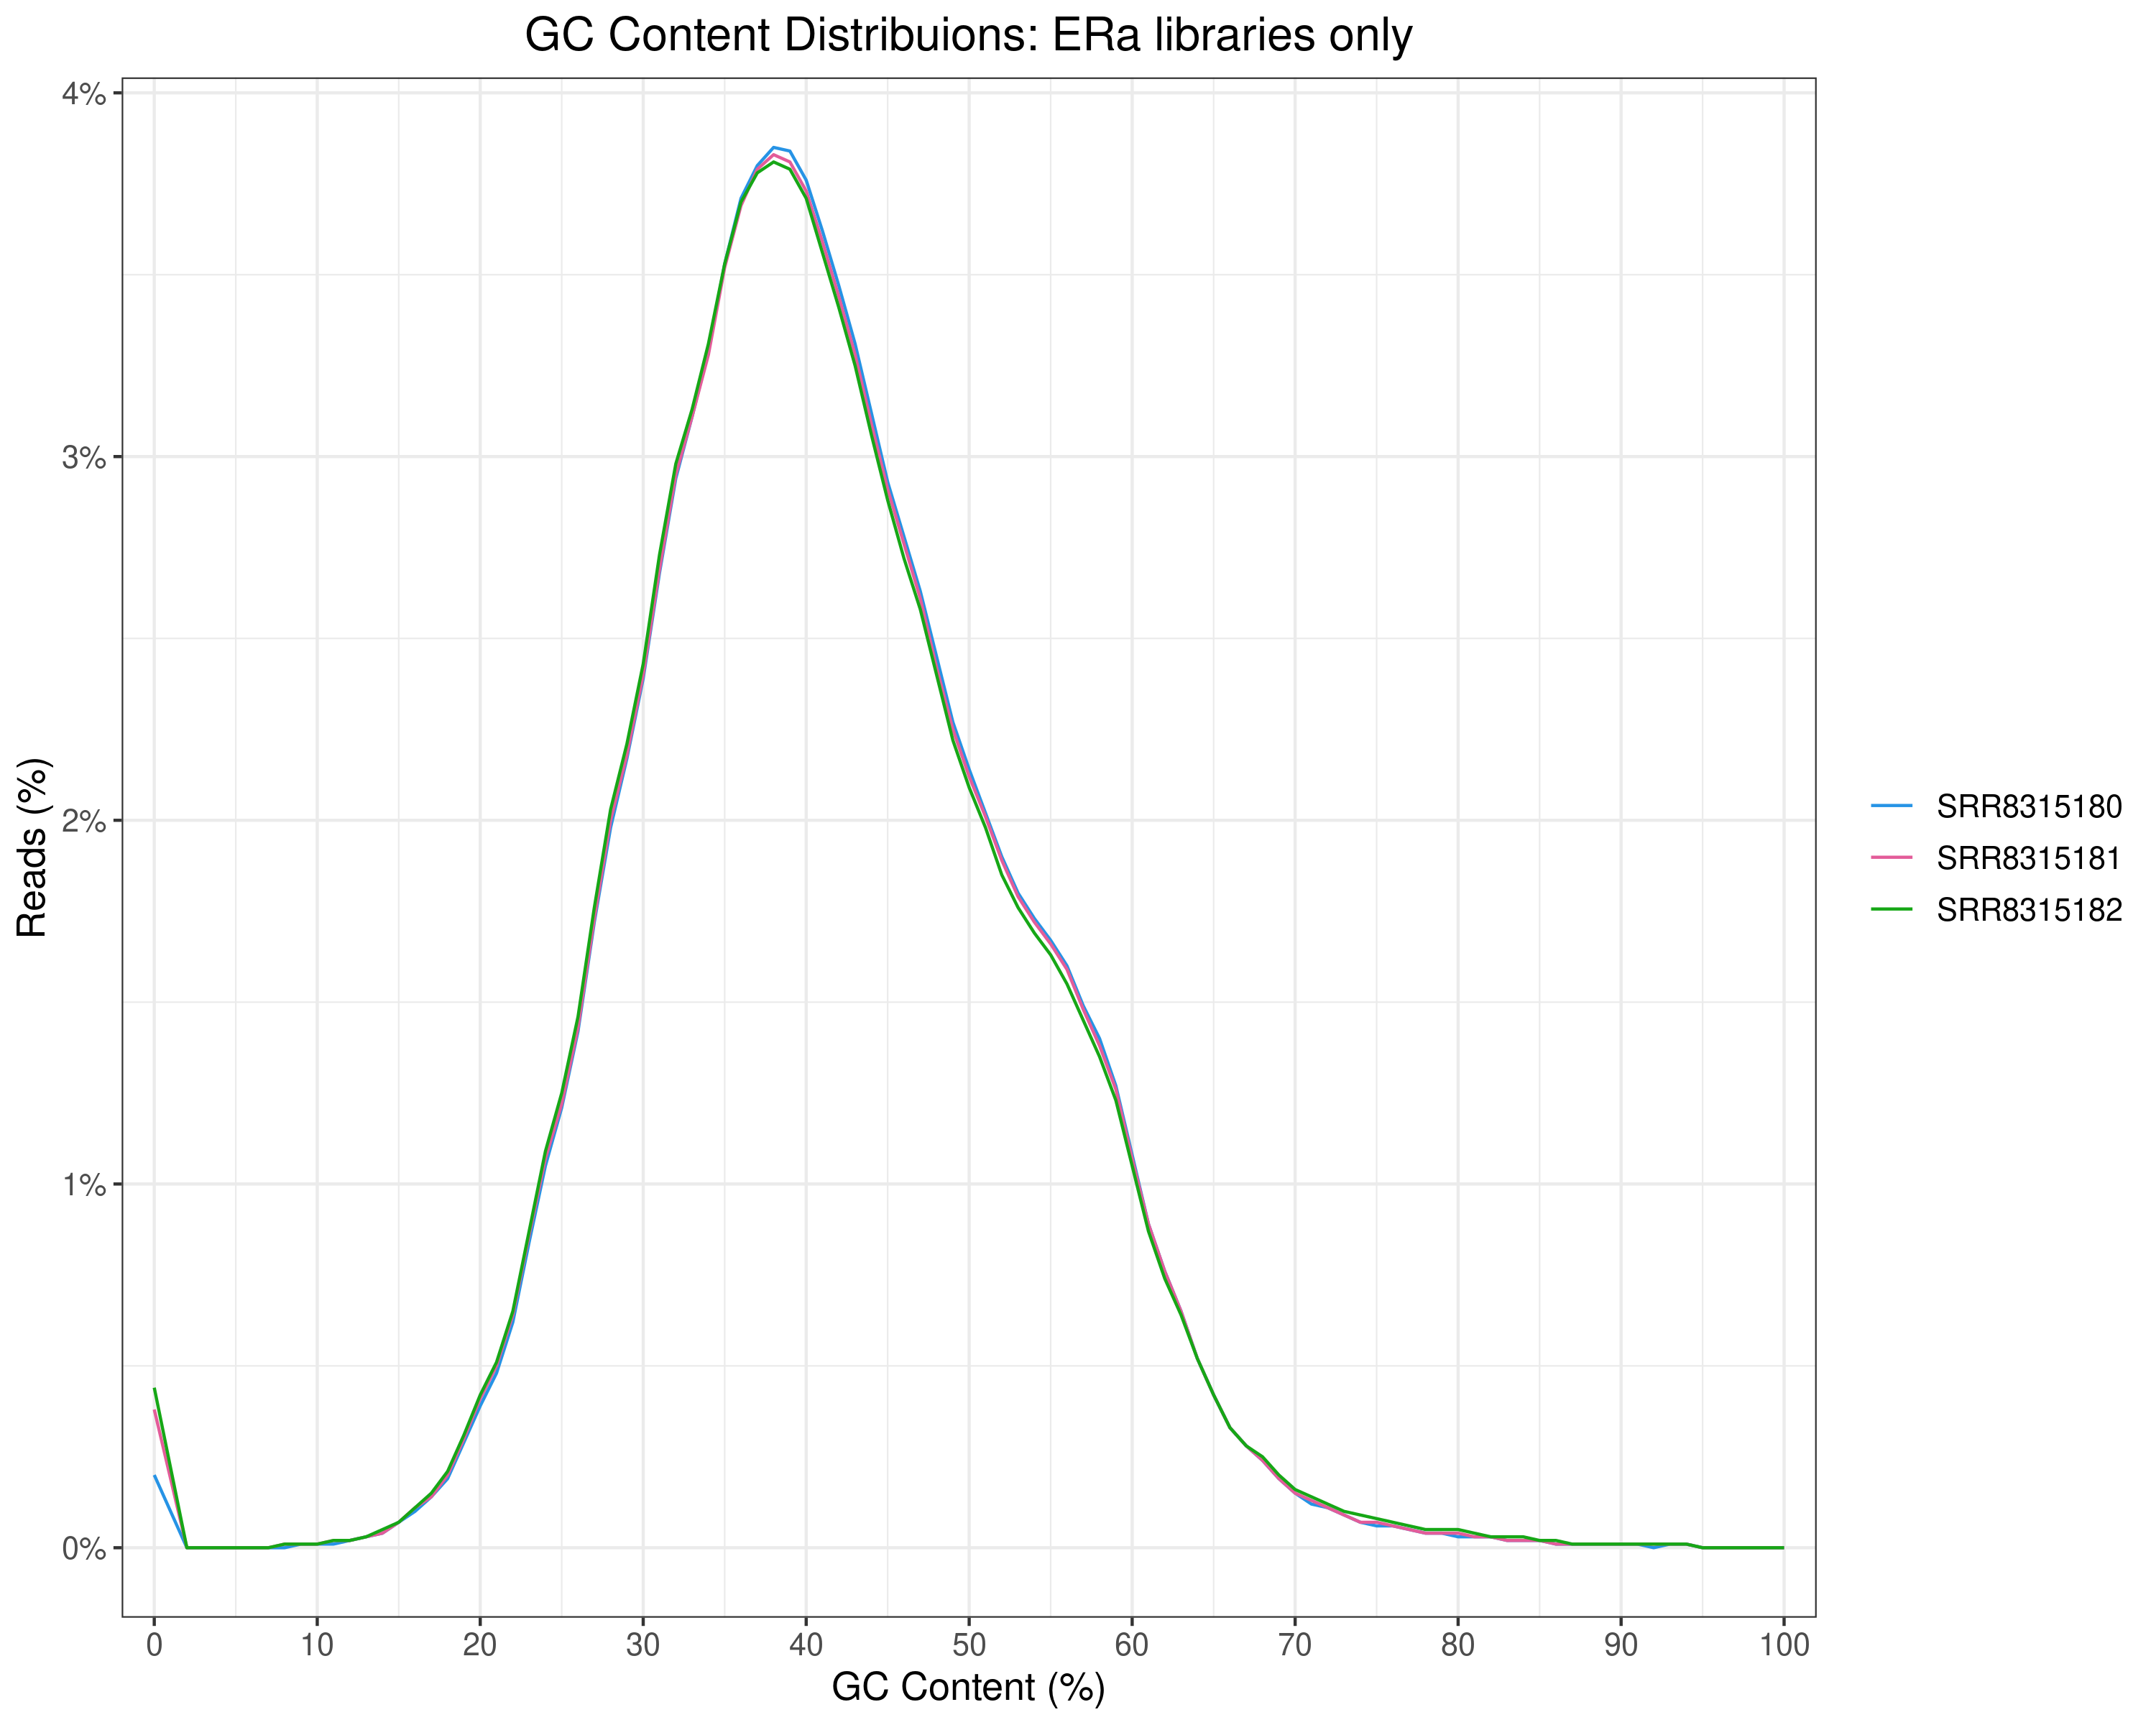 GC Content Distribuions: ERa libraries only
4%
3%
2%
1%
0%
Reads (%)
0 10 20 30 40 50 60 70 80 90 100
GC Content (%)
SRR8315180
SRR8315181
SRR8315182